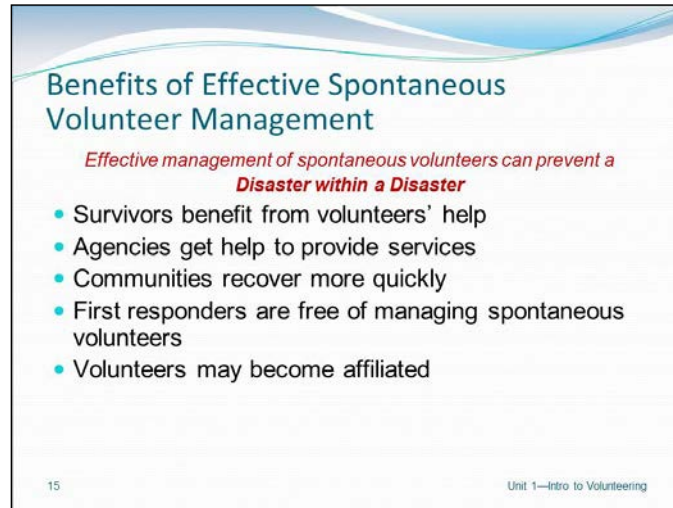 Benefits of Effective Spontaneous
Volunteer Management
Effective management of spontaneous volunteers can prevent a
Disaster within a Disaster
• Survivors benefit from volunteers' help
• Agencies get help to provide services
• Communities recover more quickly
• First responders are free of managing spontaneous
volunteers
• Volunteers may become affiliated
15
Unit 1—Intro to Volunteering